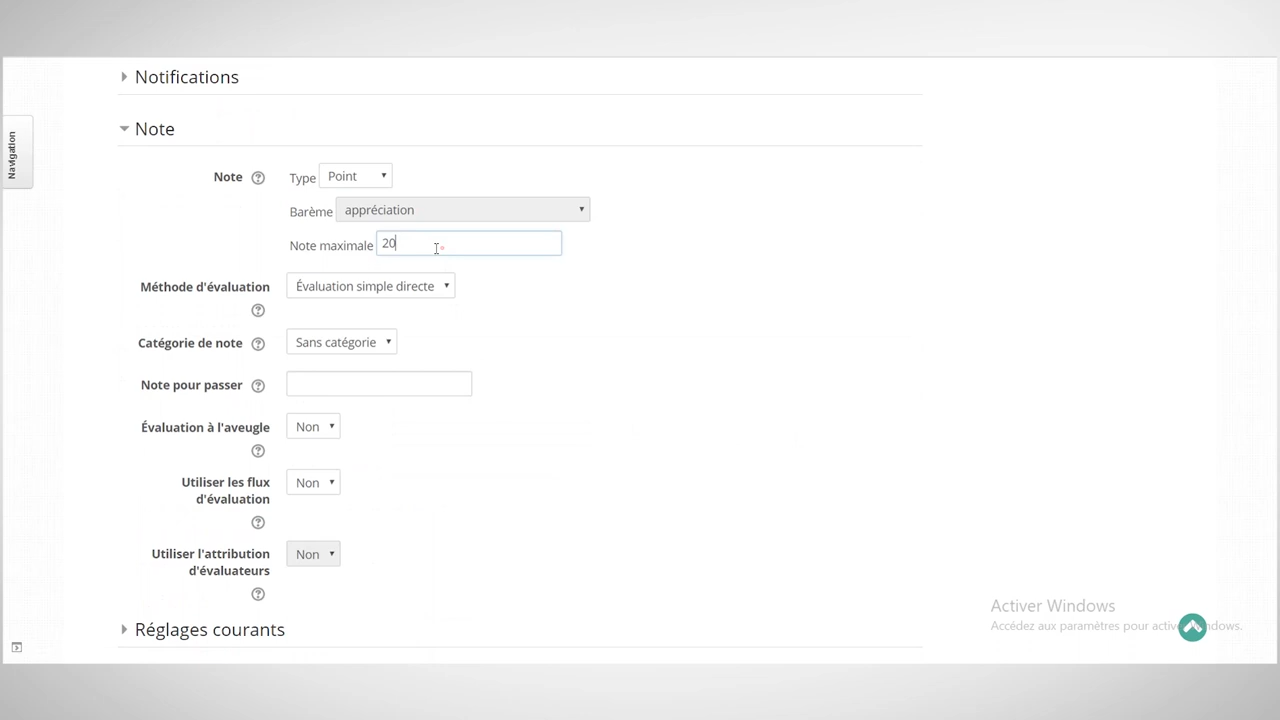 Notifications
Navigation
Note
Note
Type Point
Barème appréciation
Note maximale 20
Méthode d'évaluation Évaluation simple directe
Catégorie de note Sans catégorie
Note pour passer
Évaluation à l'aveugle Non
Utiliser les flux Non
d'évaluation
Utiliser l'attribution Non
d'évaluateurs
Réglages courants
Activer Windows
Accédez aux paramètres pour